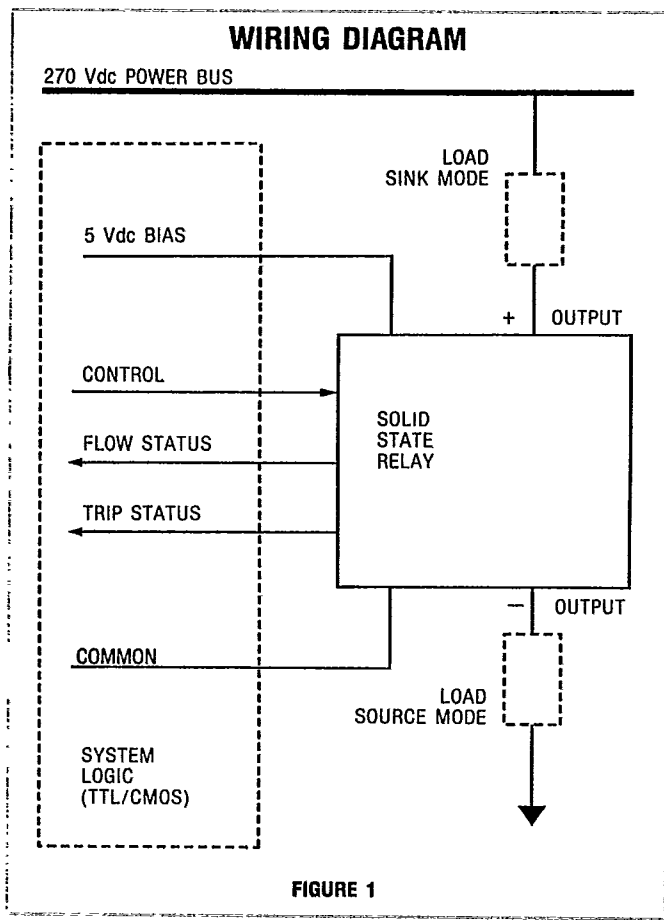 WIRING DIAGRAM
270 Vdc POWER BUS
LOAD
SINK MODE
5 Vdc BIAS
+ OUTPUT
CONTROL
SOLID
STATE
RELAY
FLOW STATUS
TRIP STATUS
— OUTPUT
COMMON
LOAD
SOURCE MODE
SYSTEM
LOGIC
(TTL/CMOS)
FIGURE 1